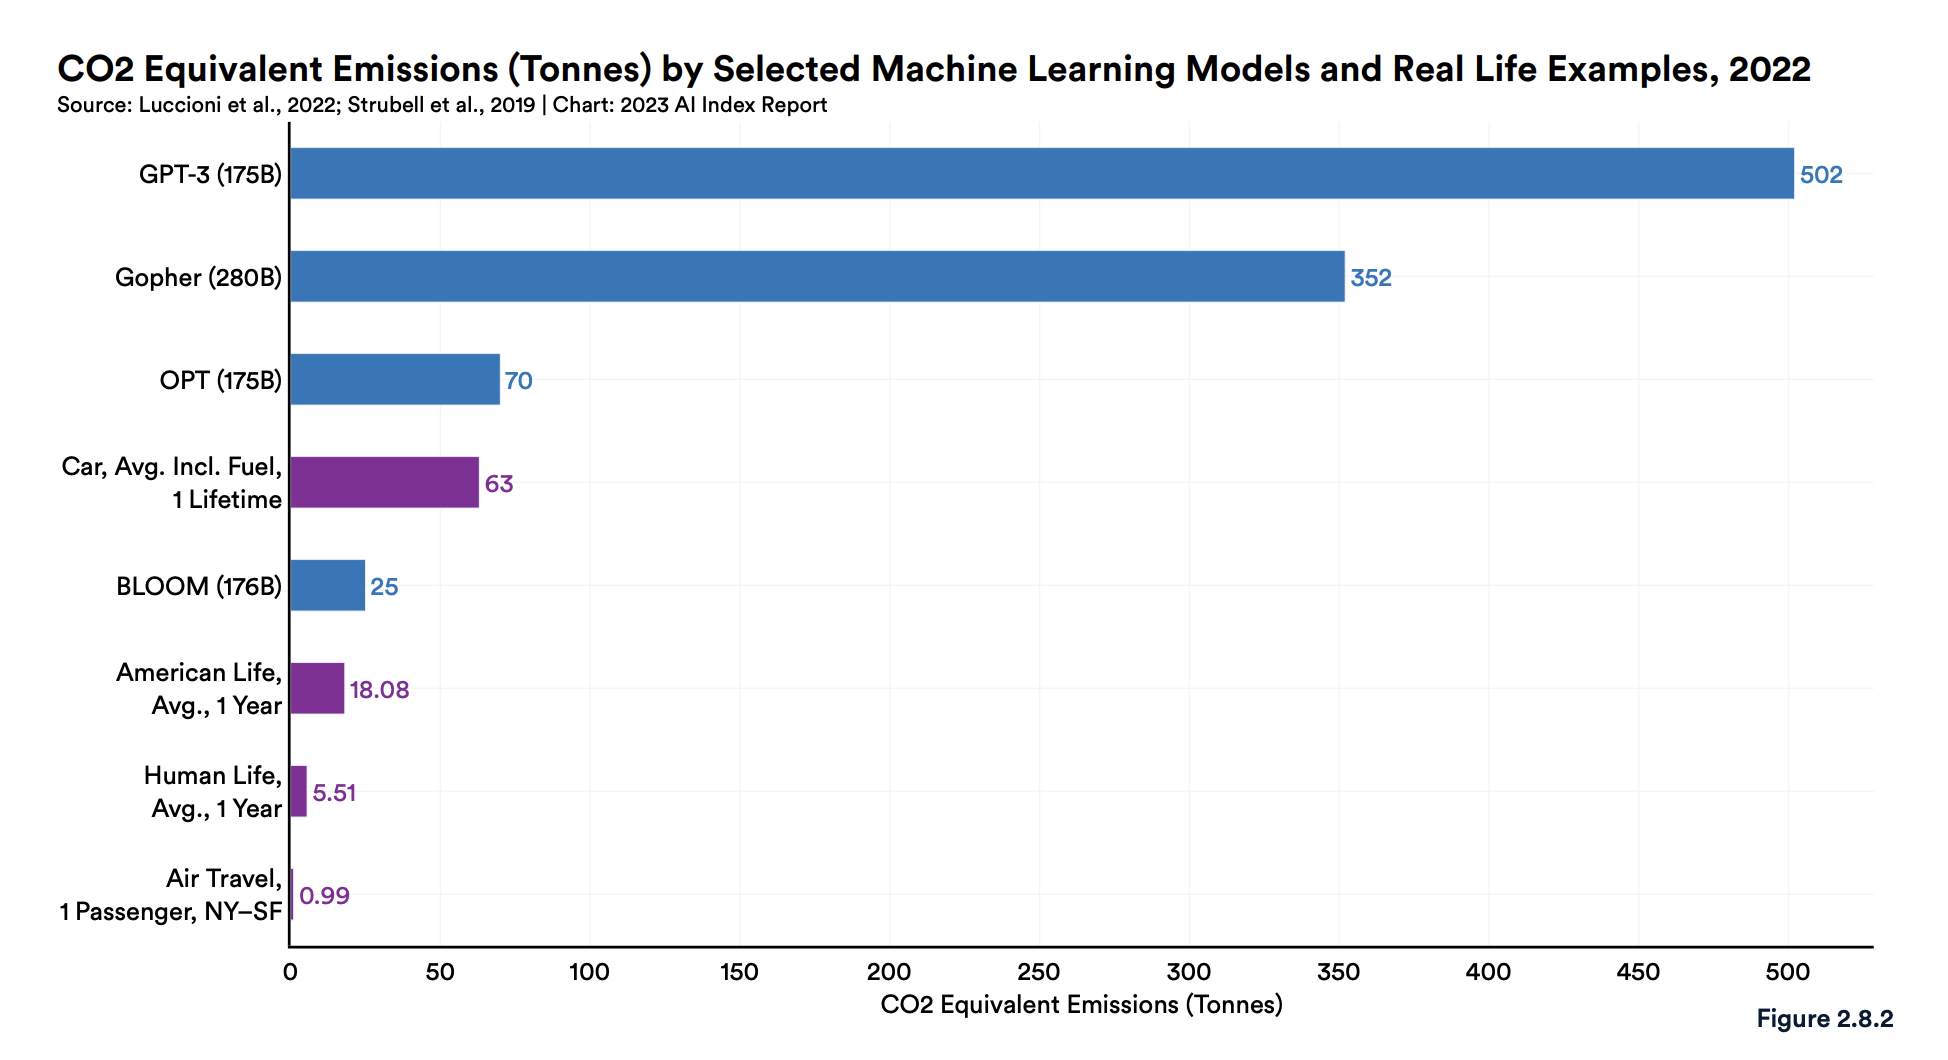 CO2 Equivalent Emissions (Tonnes) by Selected Machine Learning Models and Real Life Examples, 2022
Source: Luccioni et al., 2022; Strubell et al., 2019 | Chart: 2023 AI Index Report
GPT-3 (175B)
502
Gopher (280B)
352
OPT (175B)
70
Car, Avg. Incl. Fuel,
1 Lifetime
63
BLOOM (176B)
25
American Life,
Avg., 1 Year
18.08
Human Life,
Avg., 1 Year
5.51
Air Travel,
1 Passenger, NY–SF
0.99
0 50 100 150 200 250 300 350 400 450 500
CO2 Equivalent Emissions (Tonnes)
Figure 2.8.2